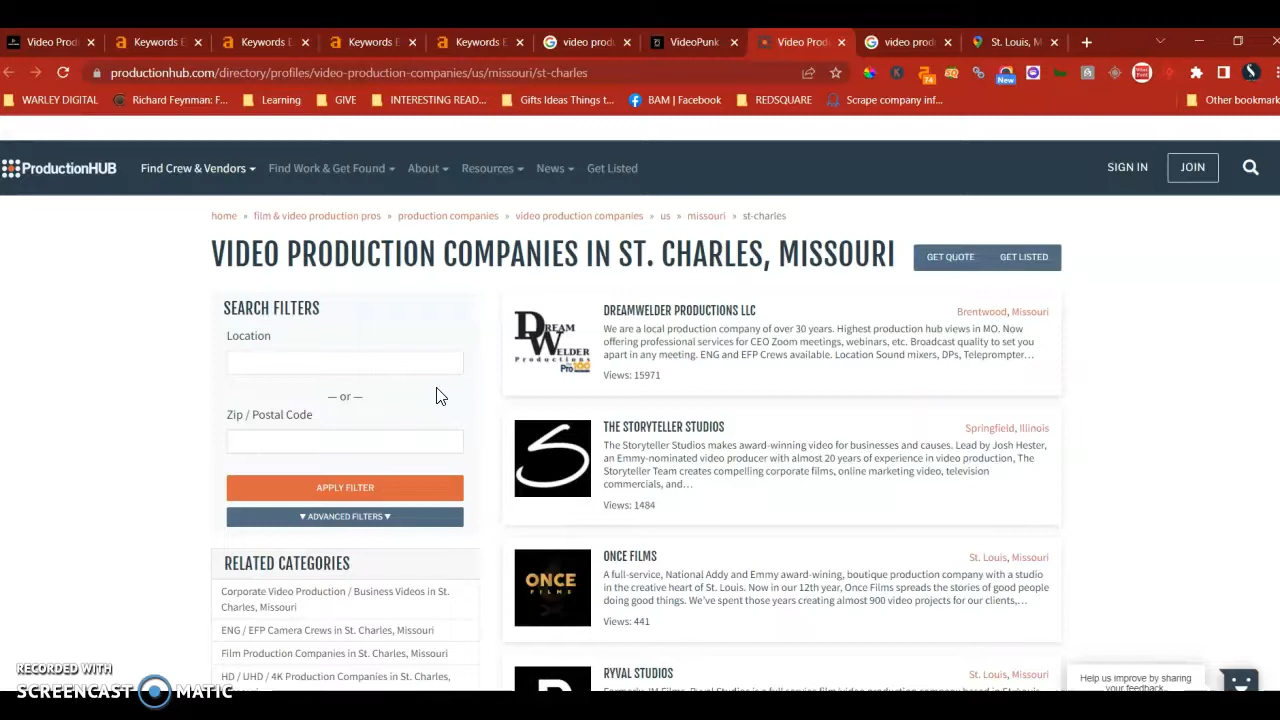 Video Prod
Keywords E
Keywords E
Keywords E
Keywords E
video produ
VideoPunk
Video Prod
video produ
St. Louis, M
productionhub.com/directory/profiles/video-production-companies/us/missouri/st-charles
74
New
WARLEY DIGITAL
Richard Feynman: F...
Learning
GIVE
INTERESTING READ...
Gifts Ideas Things t...
BAM | Facebook
REDSQUARE
Scrape company inf...
Other bookmark
ProductionHUB
Find Crew & Vendors
Find Work & Get Found
About
Resources
News
Get Listed
SIGN IN
JOIN
home » film & video production pros » production companies » video production companies » us » missouri » st-charles
VIDEO PRODUCTION COMPANIES IN ST. CHARLES, MISSOURI
GET QUOTE
GET LISTED
SEARCH FILTERS
Location
— or —
Zip / Postal Code
APPLY FILTER
▼ ADVANCED FILTERS ▼
RELATED CATEGORIES
Corporate Video Production / Business Videos in St.
Charles, Missouri
ENG / EFP Camera Crews in St. Charles, Missouri
Film Production Companies in St. Charles, Missouri
HD / UHD / 4K Production Companies in St. Charles,
DREAM
WELDER
Productions
Pro100
DREAMWELDER PRODUCTIONS LLC
Brentwood, Missouri
We are a local production company of over 30 years. Highest production hub views in MO. Now
offering professional services for CEO Zoom meetings, webinars, etc. Broadcast quality to set you
apart in any meeting. ENG and EFP Crews available. Location Sound mixers, DPs, Teleprompter...
Views: 15971
S
THE STORYTELLER STUDIOS
Springfield, Illinois
The Storyteller Studios makes award-winning video for businesses and causes. Lead by Josh Hester,
an Emmy-nominated video producer with almost 20 years of experience in video production, The
Storyteller Team creates compelling corporate films, online marketing video, television
commercials, and...
Views: 1484
ONCE
FILMS
ONCE FILMS
St. Louis, Missouri
A full-service, National Addy and Emmy award-wining, boutique production company with a studio
in the creative heart of St. Louis. Now in our 12th year, Once Films spreads the stories of good people
doing good things. We've spent those years creating almost 900 video projects for our clients,...
Views: 441
RYVAL STUDIOS
St. Louis, Missouri
Help us improve by sharing
your feedback.
RECORDED WITH
SCREENCAST MATIC